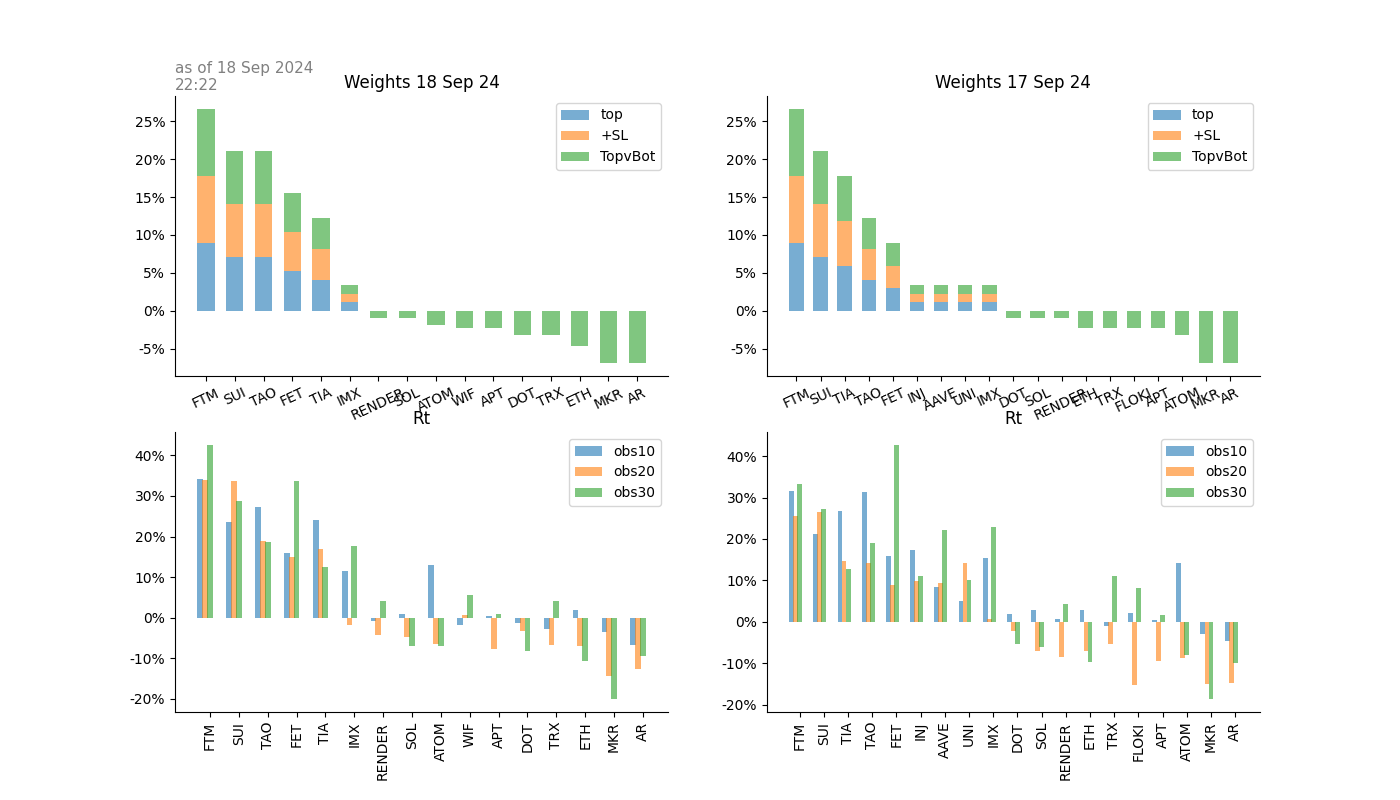 as of 18 Sep 2024
22:22
Weights 18 Sep 24
25%
20%
15%
10%
5%
0%
-5%
top
+SL
TopvBot
FTM SUI TAO FET TIA IMX RENDER SOL ATOM WIF APT DOT TRX ETH MKR AR
Weights 17 Sep 24
25%
20%
15%
10%
5%
0%
-5%
top
+SL
TopvBot
FTM SUI TIA TAO FET INJ AAVE UNI IMX DOT SOL RENDER ETH TRX FLOKI APT ATOM MKR AR
Rt
40%
30%
20%
10%
0%
-10%
-20%
obs10
obs20
obs30
FTM SUI TAO FET TIA IMX RENDER SOL ATOM WIF APT DOT TRX ETH MKR AR
Rt
40%
30%
20%
10%
0%
-10%
-20%
obs10
obs20
obs30
FTM SUI TIA TAO FET INJ AAVE UNI IMX DOT SOL RENDER ETH TRX FLOKI APT ATOM MKR AR